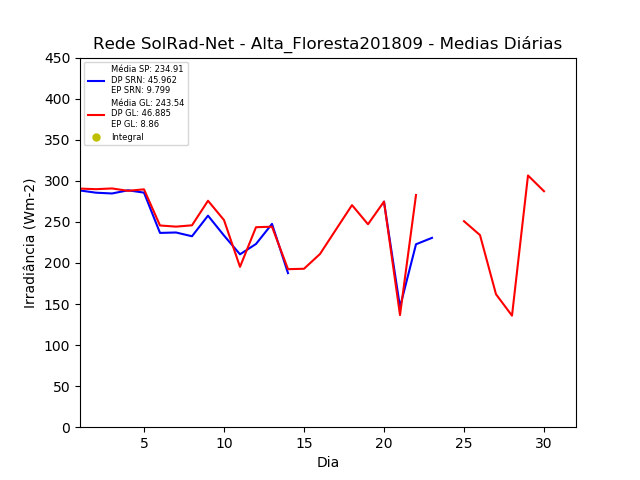 Rede SolRad-Net - Alta_Floresta201809 - Medias Diárias
Média SP: 234.91
DP SRN: 45.962
EP SRN: 9.799
Média GL: 243.54
DP GL: 46.885
EP GL: 8.86
Integral
Irradiância (Wm-2)
450
400
350
300
250
200
150
100
50
0
5
10
15
20
25
30
Dia